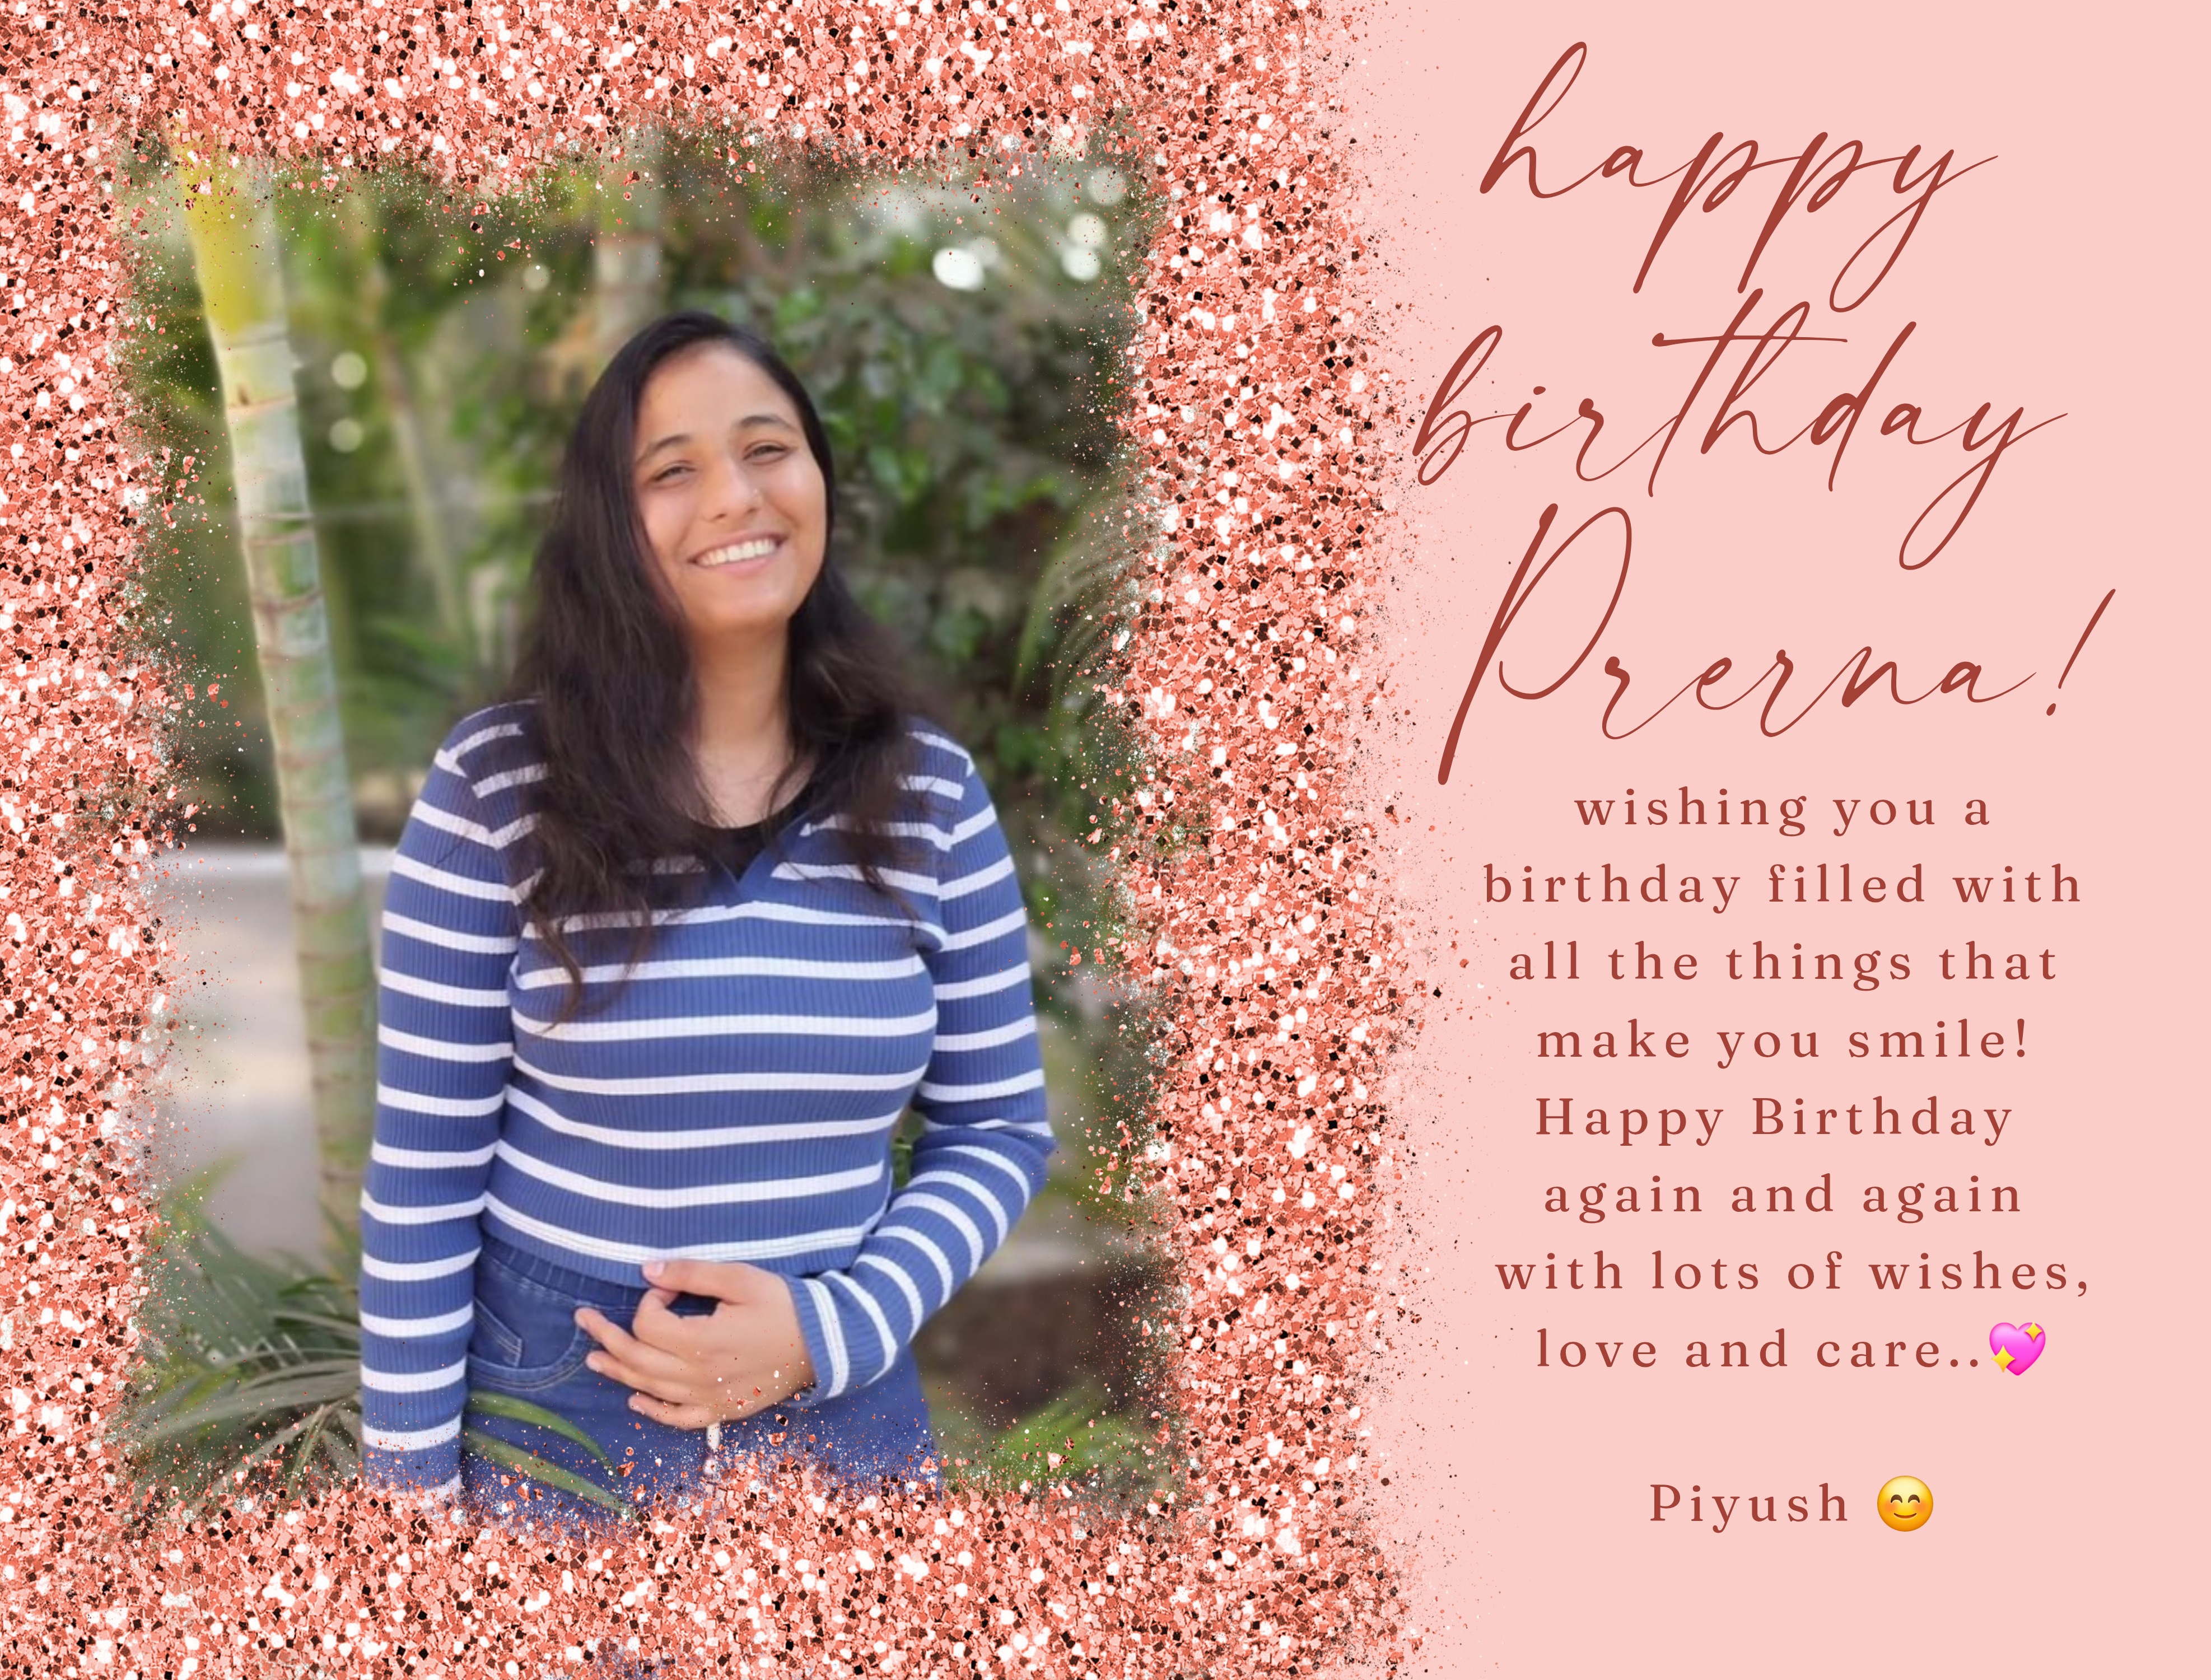 happy
birthday
Prerna!
wishing you a
birthday filled with
all the things that
make you smile!
Happy Birthday
again and again
with lots of wishes,
love and care..💖
Piyush 😊